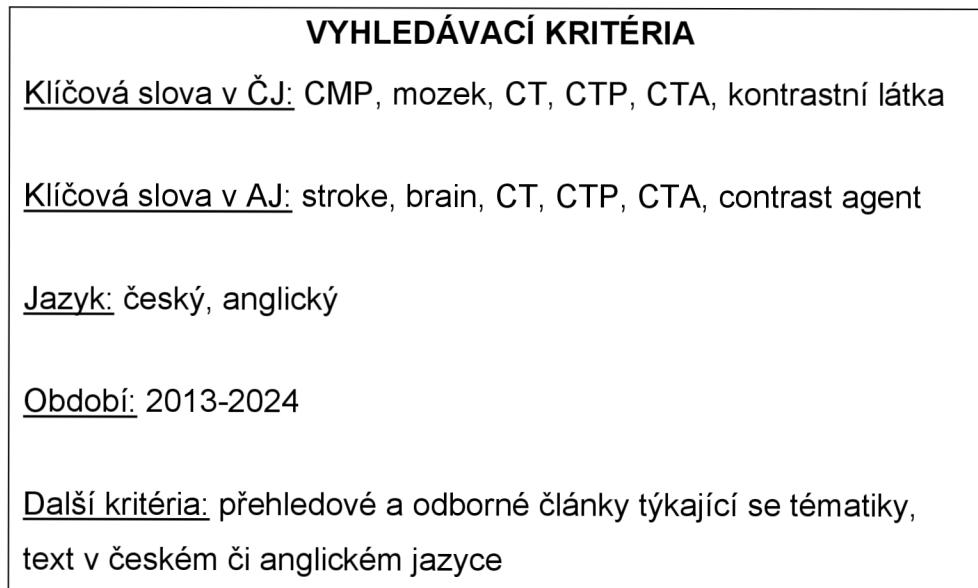 VYHLEDÁVACÍ KRITÉRIA
Klíčová slova v ČJ: CMP, mozek, CT, CTP, CTA, kontrastní látka
Klíčová slova v AJ: stroke, brain, CT, CTP, CTA, contrast agent
Jazyk: český, anglický
Období: 2013-2024
Další kritéria: přehledové a odborné články týkající se tématiky,
text v českém či anglickém jazyce